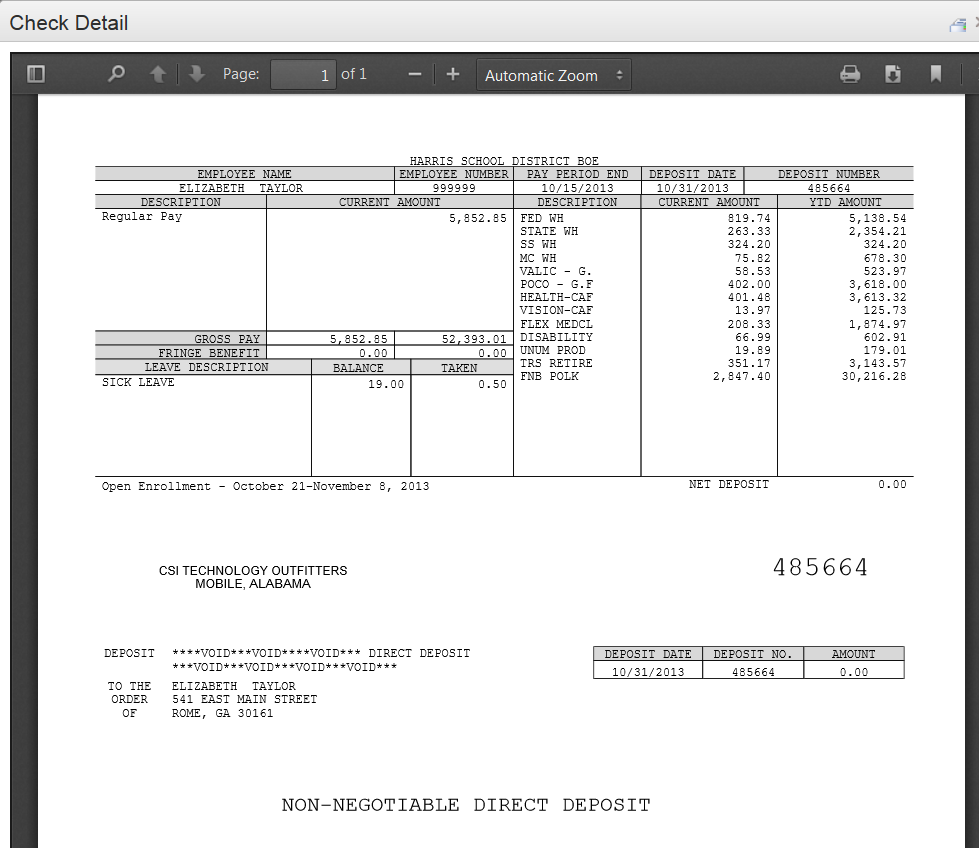 Check Detail
Page: 1 of 1 Automatic Zoom
HARRIS SCHOOL DISTRICT BOE
EMPLOYEE NAME EMPLOYEE NUMBER PAY PERIOD END DEPOSIT DATE DEPOSIT NUMBER
ELIZABETH TAYLOR 999999 10/15/2013 10/31/2013 485664
DESCRIPTION CURRENT AMOUNT DESCRIPTION CURRENT AMOUNT YTD AMOUNT
Regular Pay 5,852.85 FED WH 819.74 5,138.54
STATE WH 263.33 2,354.21
SS WH 324.20 324.20
MC WH 75.82 678.30
VALIC - G. 58.53 523.97
POCO - G.F 402.00 3,618.00
HEALTH-CAF 401.48 3,613.32
VISION-CAF 13.97 125.73
FLEX MEDCL 208.33 1,874.97
GROSS PAY 5,852.85 52,393.01 DISABILITY 66.99 602.91
FRINGE BENEFIT 0.00 0.00 UNUM PROD 19.89 179.01
LEAVE DESCRIPTION BALANCE TAKEN TRS RETIRE 351.17 3,143.57
SICK LEAVE 19.00 0.50 FNB POLK 2,847.40 30,216.28
Open Enrollment - October 21-November 8, 2013 NET DEPOSIT 0.00
CSI TECHNOLOGY OUTFITTERS 485664
MOBILE, ALABAMA
DEPOSIT ****VOID***VOID****VOID*** DIRECT DEPOSIT DEPOSIT DATE DEPOSIT NO. AMOUNT
***VOID***VOID***VOID***VOID*** 10/31/2013 485664 0.00
TO THE ELIZABETH TAYLOR
ORDER 541 EAST MAIN STREET
OF ROME, GA 30161
NON-NEGOTIABLE DIRECT DEPOSIT